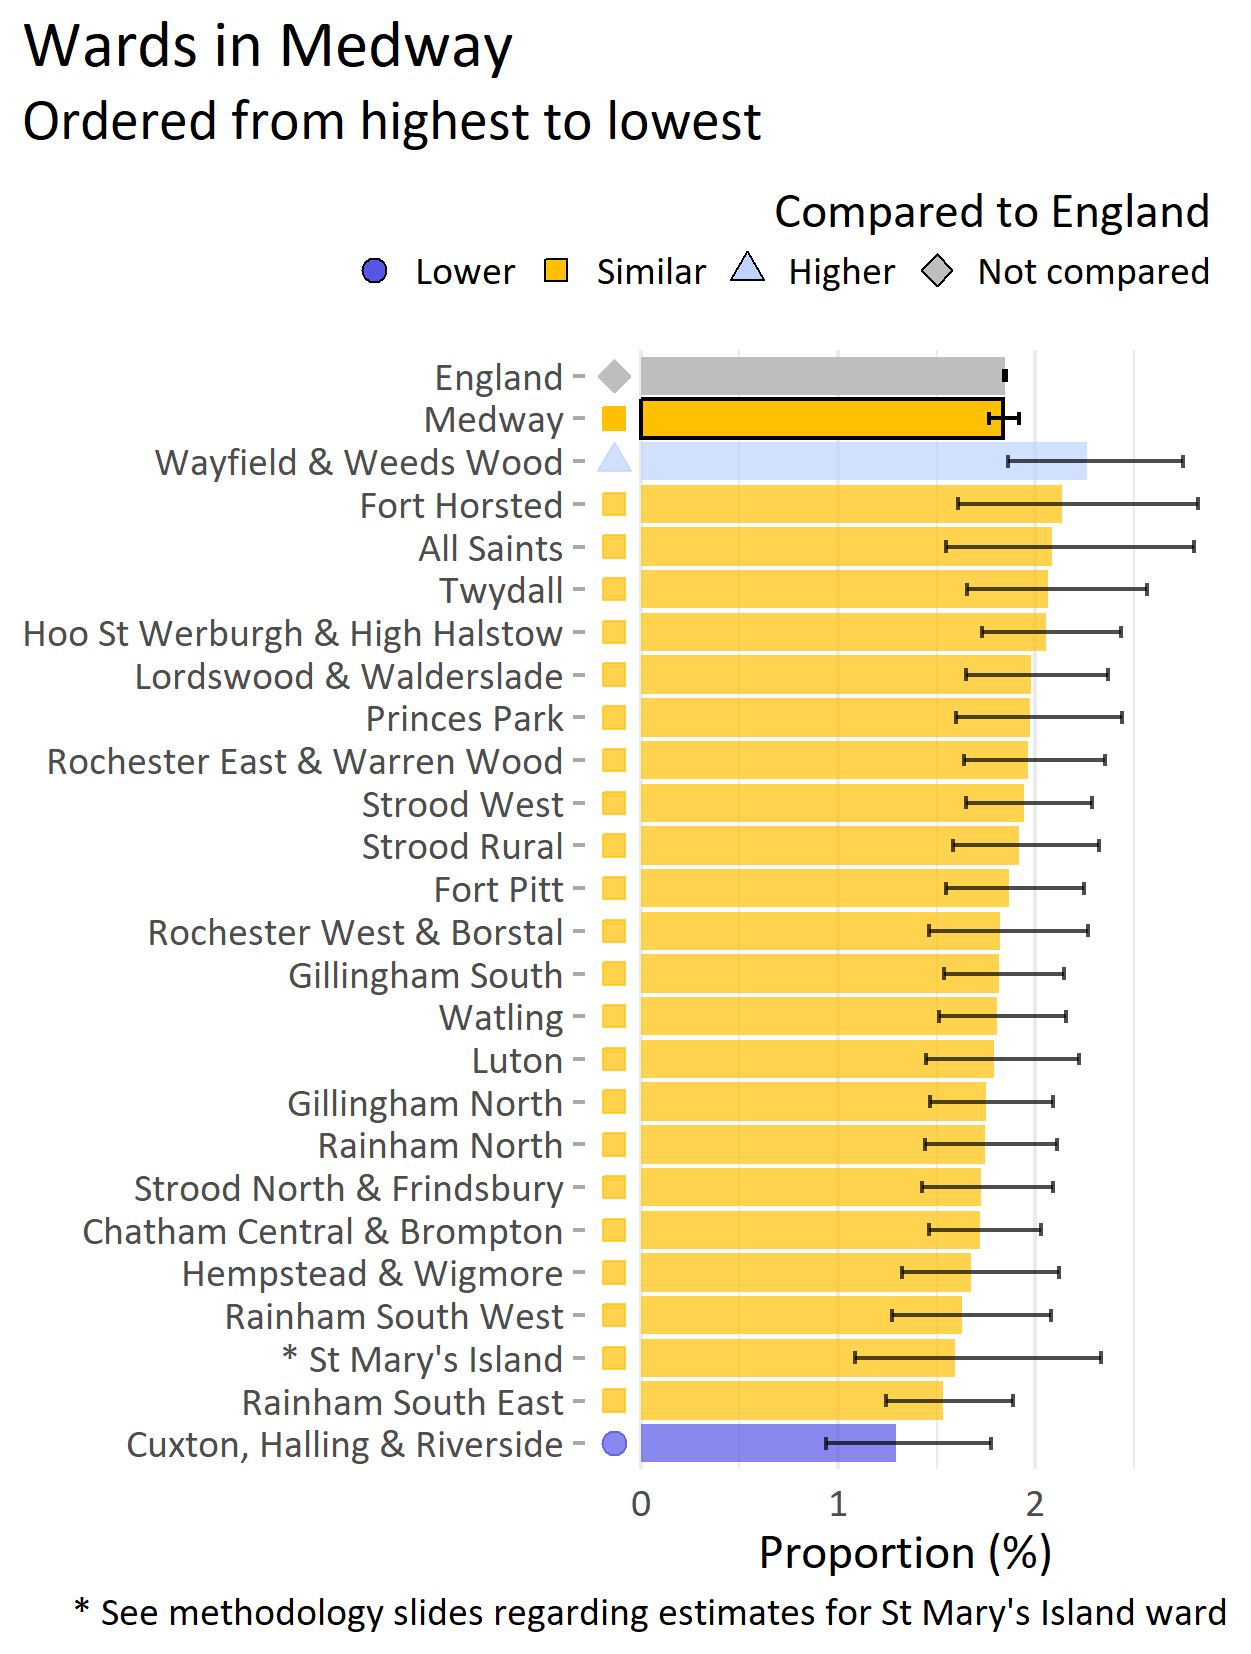 Wards in Medway
Ordered from highest to lowest
Compared to England
Lower Similar Higher Not compared
England
Medway
Wayfield & Weeds Wood
Fort Horsted
All Saints
Twydall
Hoo St Werburgh & High Halstow
Lordswood & Walderslade
Princes Park
Rochester East & Warren Wood
Strood West
Strood Rural
Fort Pitt
Rochester West & Borstal
Gillingham South
Watling
Luton
Gillingham North
Rainham North
Strood North & Frindsbury
Chatham Central & Brompton
Hempstead & Wigmore
Rainham South West
* St Mary's Island
Rainham South East
Cuxton, Halling & Riverside
0 1 2
Proportion (%)
* See methodology slides regarding estimates for St Mary's Island ward